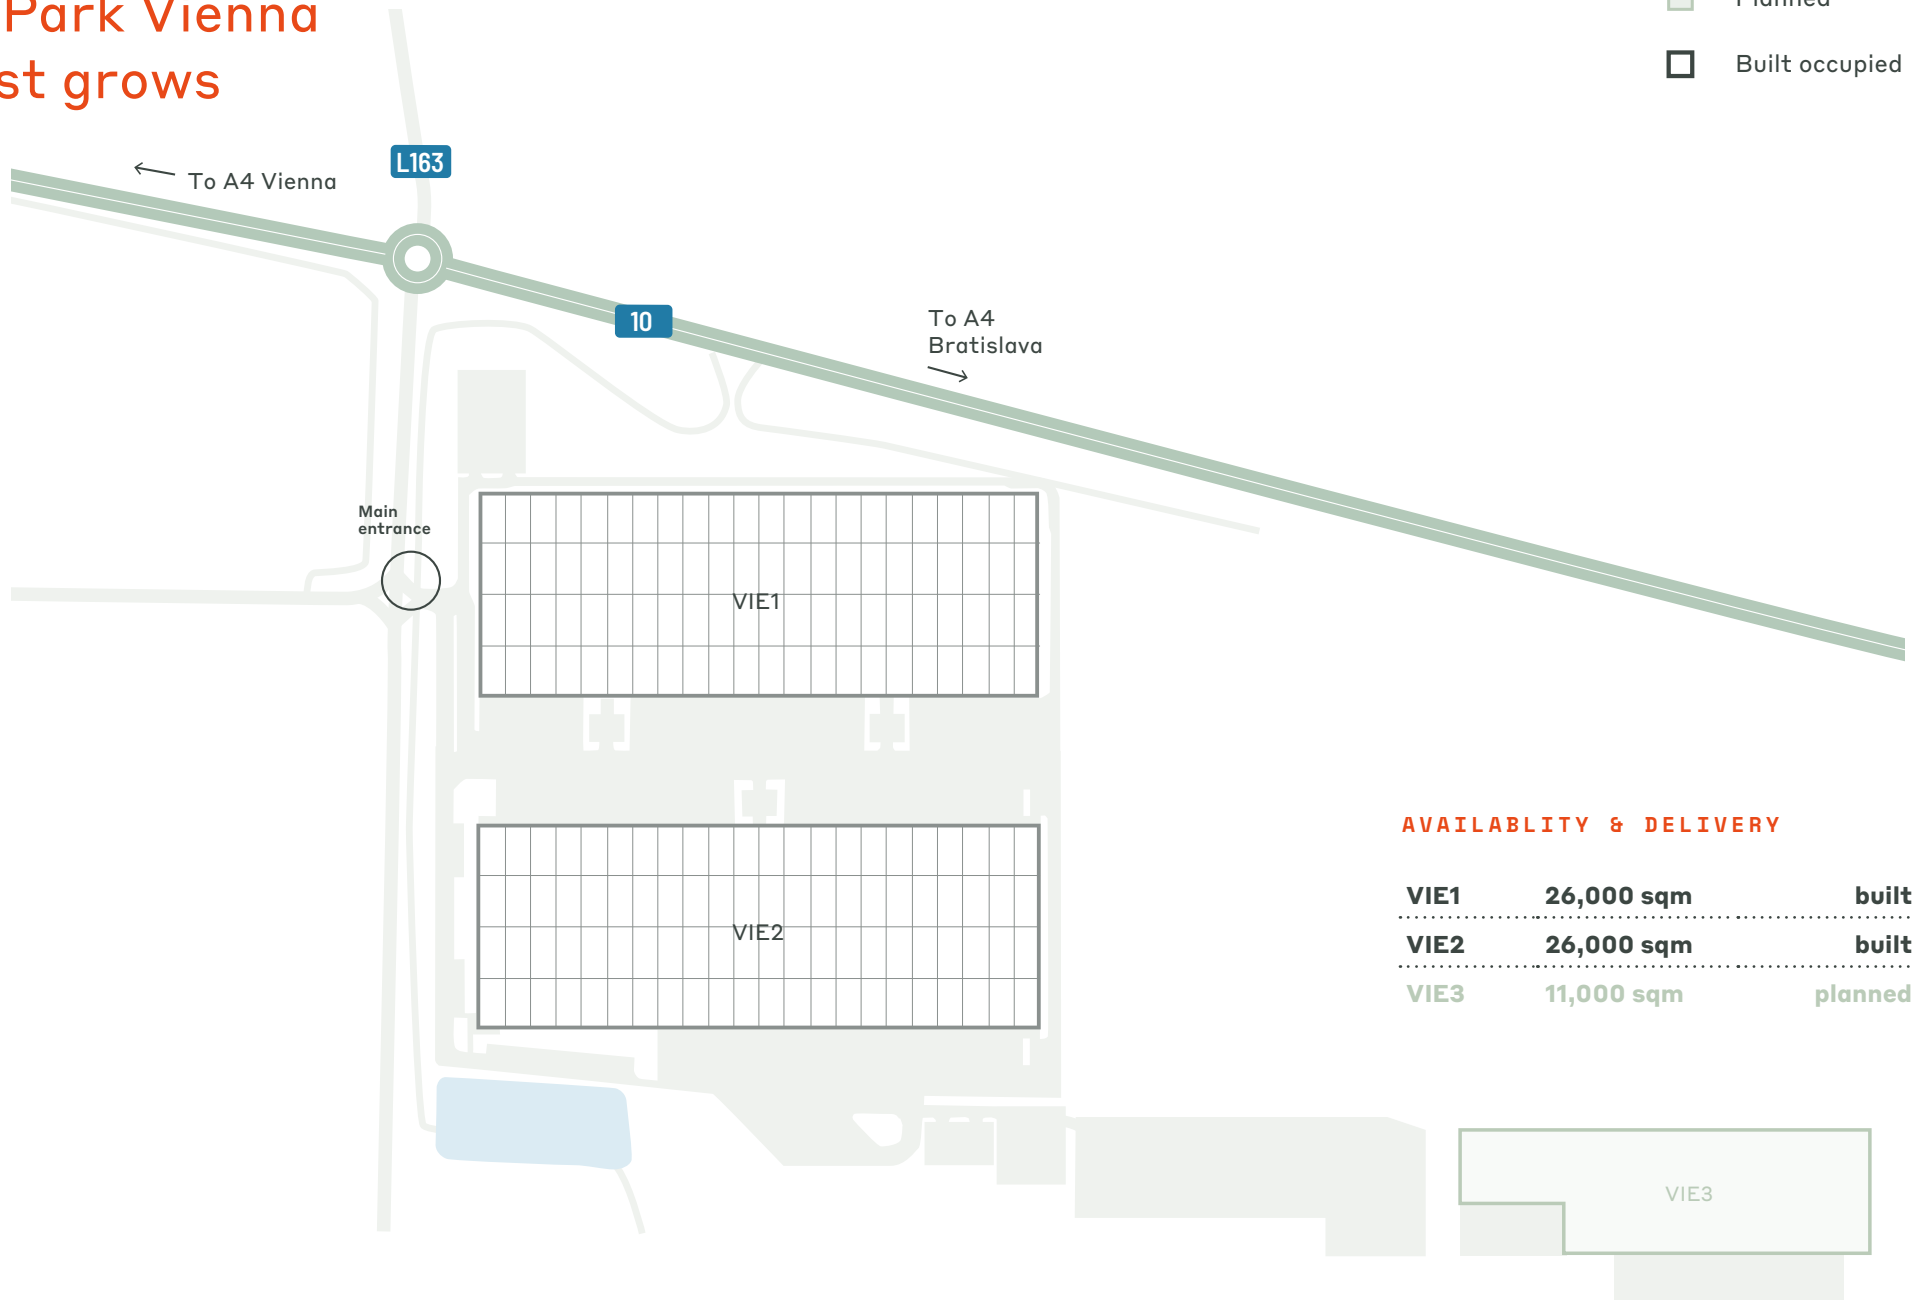 Park Vienna
st grows
Planned
Built occupied
L163
To A4 Vienna
10
To A4
Bratislava
Main
entrance
VIE1
VIE2
AVAILABLITY & DELIVERY
VIE1 26,000 sqm built
VIE2 26,000 sqm built
VIE3 11,000 sqm planned
VIE3